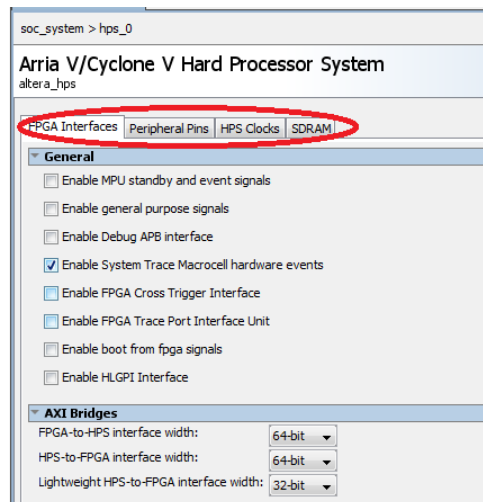 soc_system > hps_0
Arria V/Cyclone V Hard Processor System
altera_hps
FPGA Interfaces Peripheral Pins HPS Clocks SDRAM
General
Enable MPU standby and event signals
Enable general purpose signals
Enable Debug APB interface
Enable System Trace Macrocell hardware events
Enable FPGA Cross Trigger Interface
Enable FPGA Trace Port Interface Unit
Enable boot from fpga signals
Enable HLGPI Interface
AXI Bridges
FPGA-to-HPS interface width: 64-bit
HPS-to-FPGA interface width: 64-bit
Lightweight HPS-to-FPGA interface width: 32-bit